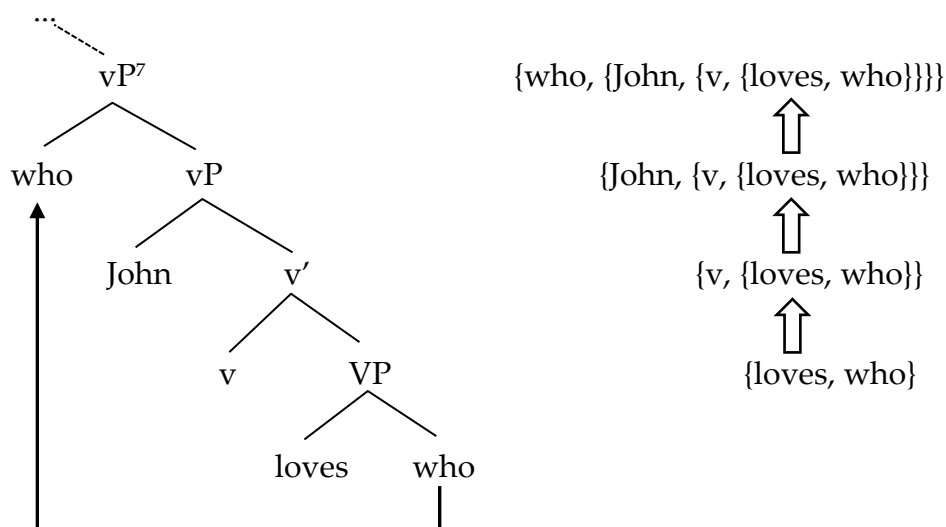 ...
vP⁷
who vP
John v′
v VP
loves who
{who, {John, {v, {loves, who}}}}
{John, {v, {loves, who}}}
{v, {loves, who}}
{loves, who}